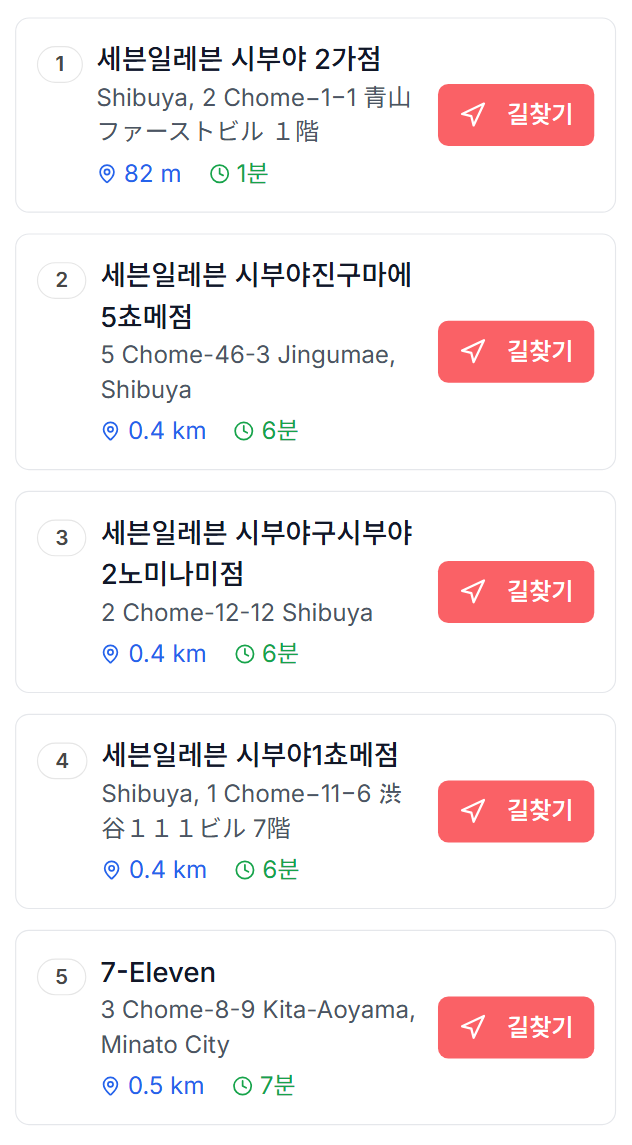 1
세븐일레븐 시부야 2가점
Shibuya, 2 Chome−1−1 青山
ファーストビル １階
82 m 1분
길찾기
2
세븐일레븐 시부야진구마에
5쵸메점
5 Chome-46-3 Jingumae,
Shibuya
0.4 km 6분
길찾기
3
세븐일레븐 시부야구시부야
2노미나미점
2 Chome-12-12 Shibuya
0.4 km 6분
길찾기
4
세븐일레븐 시부야1쵸메점
Shibuya, 1 Chome−11−6 渋
谷１１１ビル 7階
0.4 km 6분
길찾기
5
7-Eleven
3 Chome-8-9 Kita-Aoyama,
Minato City
0.5 km 7분
길찾기